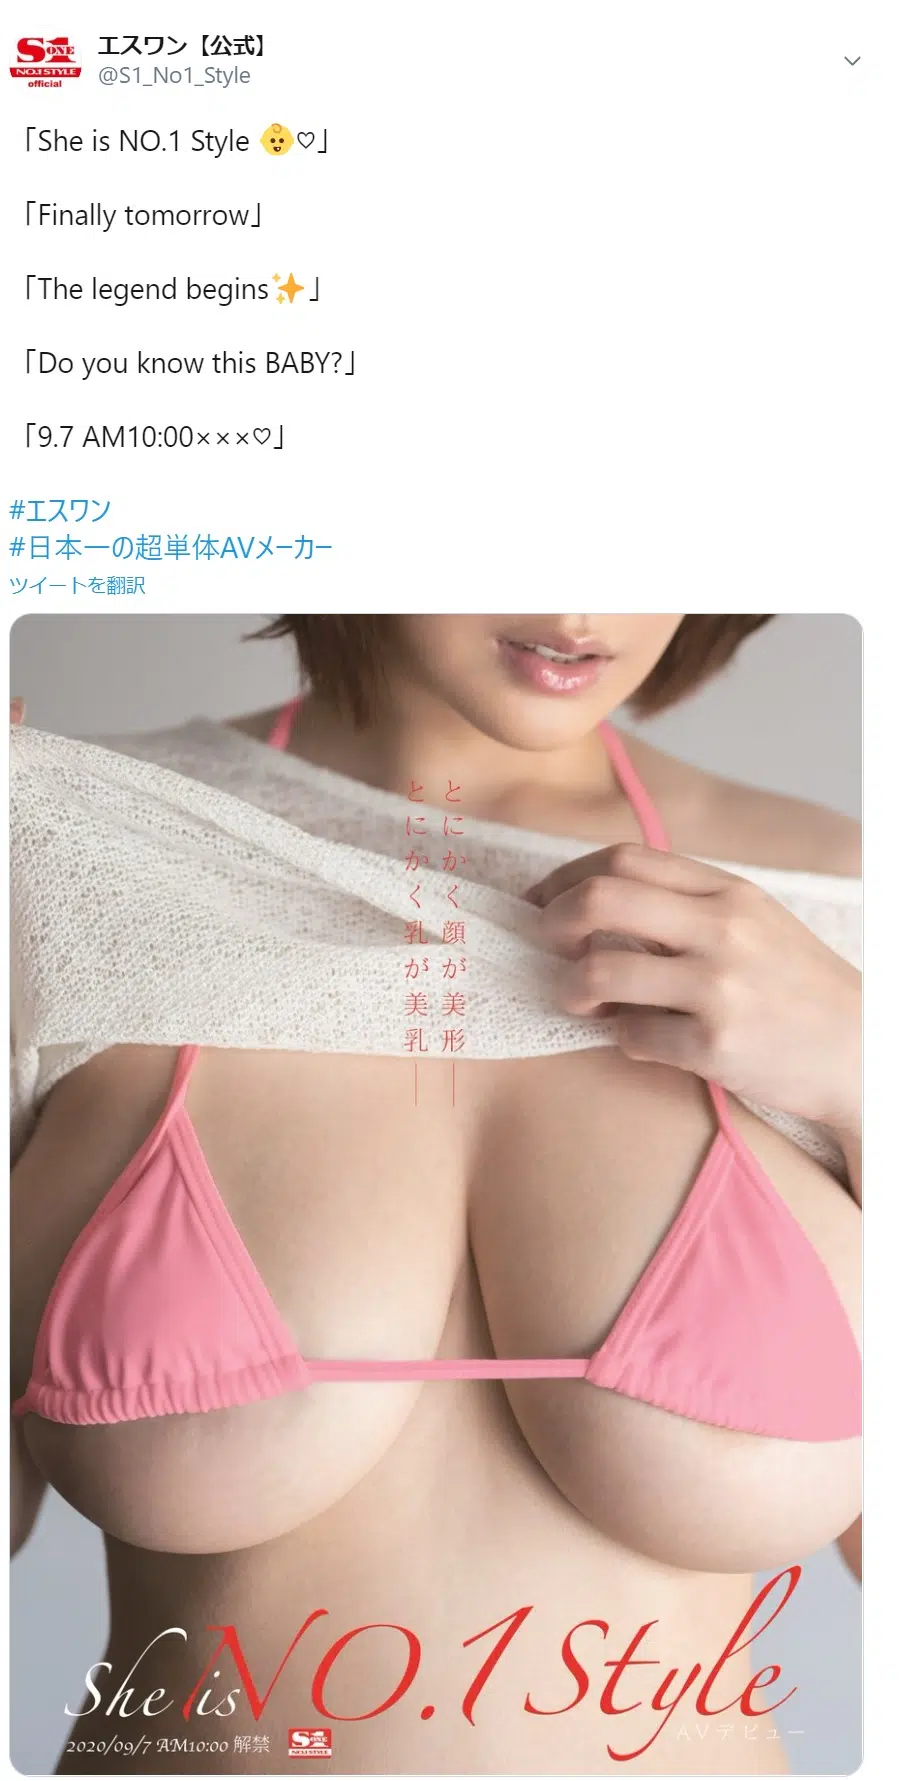 S1 ONE
NO.1 STYLE
official
エスワン【公式】
@S1_No1_Style
「She is NO.1 Style 👶♡」
「Finally tomorrow」
「The legend begins✨」
「Do you know this BABY?」
「9.7 AM10:00×××♡」
#エスワン
#日本一の超単体AVメーカー
ツイートを翻訳
とにかく顔が美形――
とにかく乳が美乳――
She is NO.1 Style
AVデビュー
2020/09/7 AM10:00 解禁
S1 ONE
NO.1 STYLE